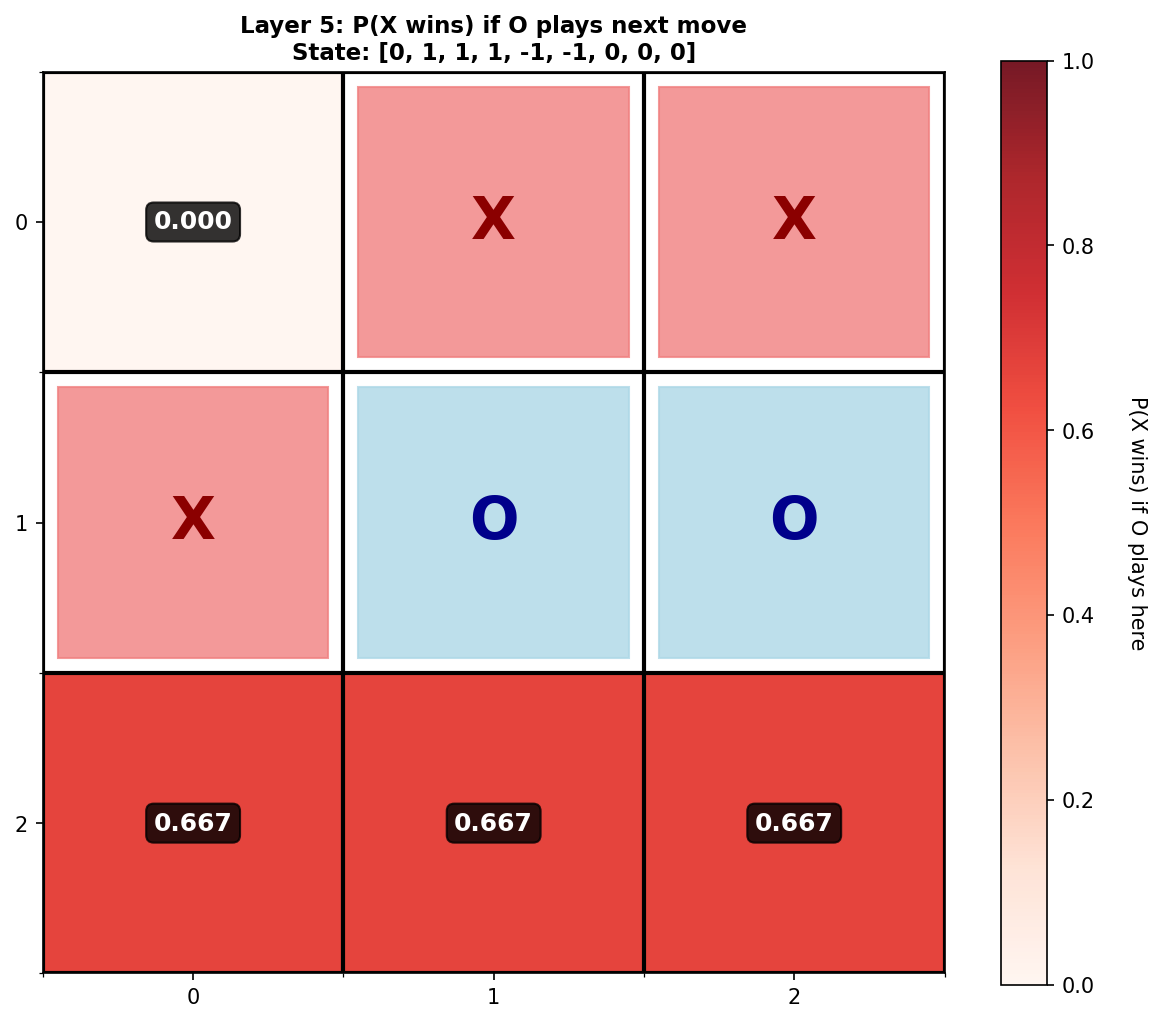 Layer 5: P(X wins) if O plays next move
State: [0, 1, 1, 1, -1, -1, 0, 0, 0]
0
0.000
X
X
1
X
O
O
2
0.667
0.667
0.667
0
1
2
1.0
0.8
0.6
0.4
0.2
0.0
P(X wins) if O plays here